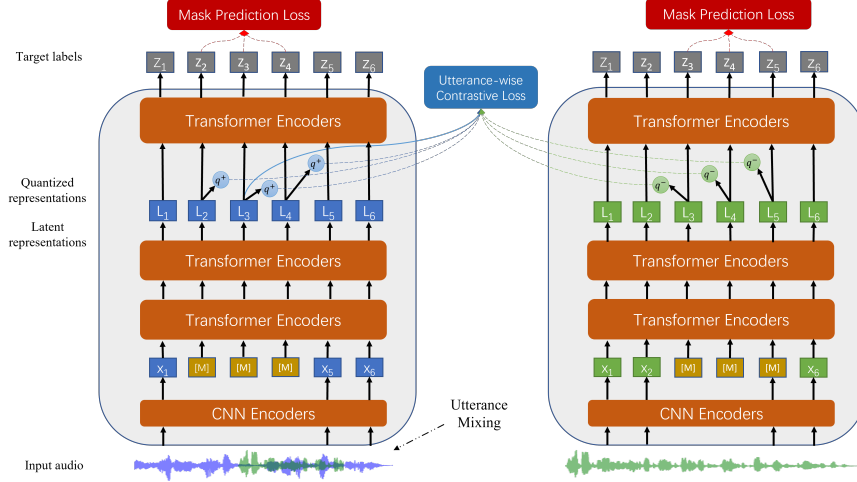 Mask Prediction Loss
Mask Prediction Loss
Target labels
Z1 Z2 Z3 Z4 Z5 Z6
Z1 Z2 Z3 Z4 Z5 Z6
Utterance-wise
Contrastive Loss
Transformer Encoders
Transformer Encoders
q+ q+ q+
q- q- q-
Quantized
representations
Latent
representations
L1 L2 L3 L4 L5 L6
L1 L2 L3 L4 L5 L6
Transformer Encoders
Transformer Encoders
Transformer Encoders
Transformer Encoders
X1 [M] [M] [M] X5 X6
X1 X2 [M] [M] [M] X6
CNN Encoders
CNN Encoders
Utterance
Mixing
Input audio